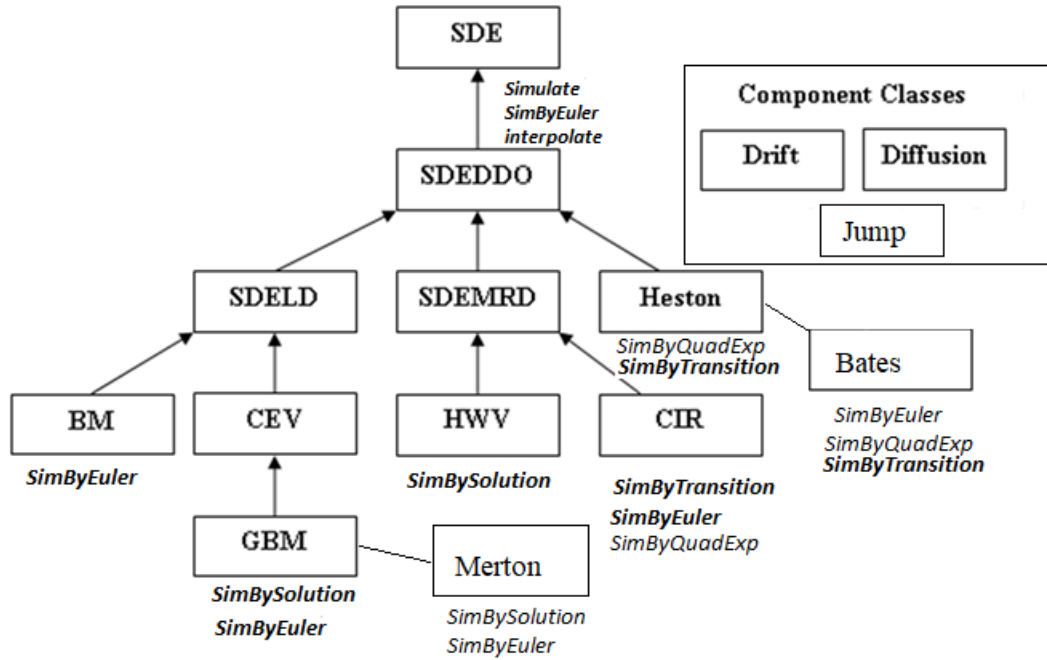 SDE
Simulate
SimByEuler
interpolate
Component Classes
Drift
Diffusion
Jump
SDEDDO
SDELD
SDEMRD
Heston
SimByQuadExp
SimByTransition
Bates
SimByEuler
SimByQuadExp
SimByTransition
BM
SimByEuler
CEV
HWV
SimBySolution
CIR
SimByTransition
SimByEuler
SimByQuadExp
GBM
SimBySolution
SimByEuler
Merton
SimBySolution
SimByEuler